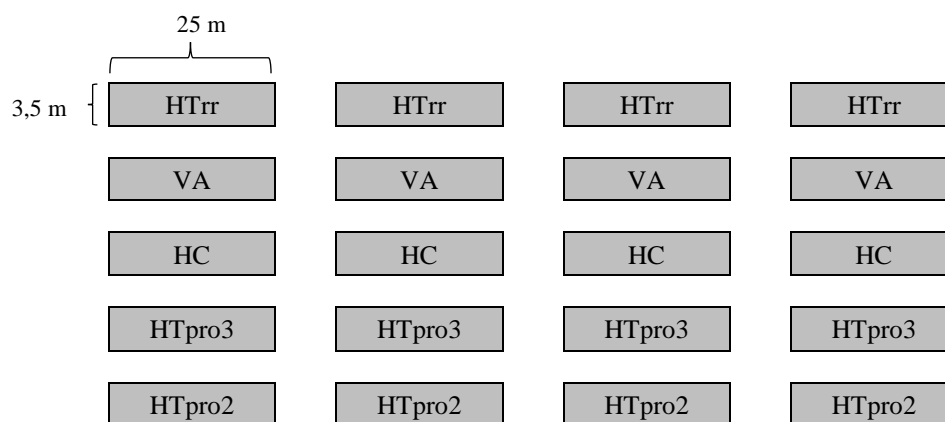 25 m
3,5 m HTrr HTrr HTrr HTrr
VA VA VA VA
HC HC HC HC
HTpro3 HTpro3 HTpro3 HTpro3
HTpro2 HTpro2 HTpro2 HTpro2